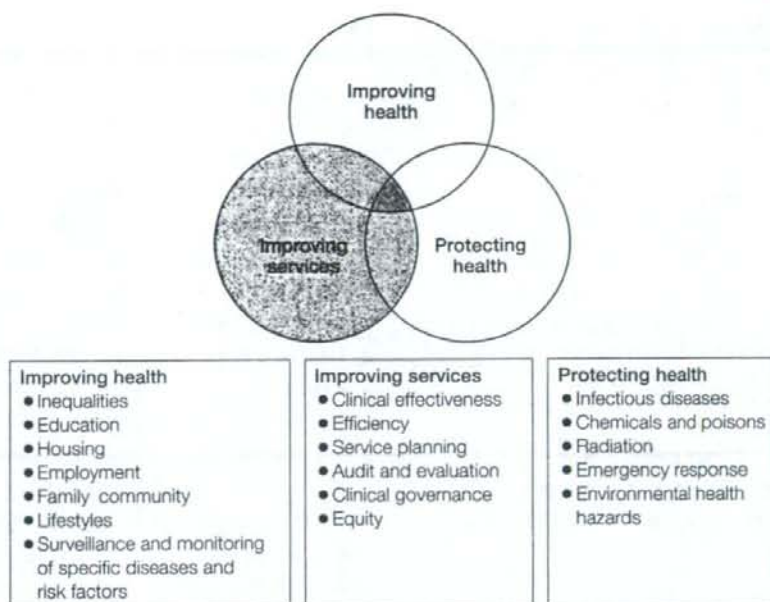 Improving
health
Improving
services
Protecting
health
Improving health
● Inequalities
● Education
● Housing
● Employment
● Family community
● Lifestyles
● Surveillance and monitoring
of specific diseases and
risk factors
Improving services
● Clinical effectiveness
● Efficiency
● Service planning
● Audit and evaluation
● Clinical governance
● Equity
Protecting health
● Infectious diseases
● Chemicals and poisons
● Radiation
● Emergency response
● Environmental health
hazards